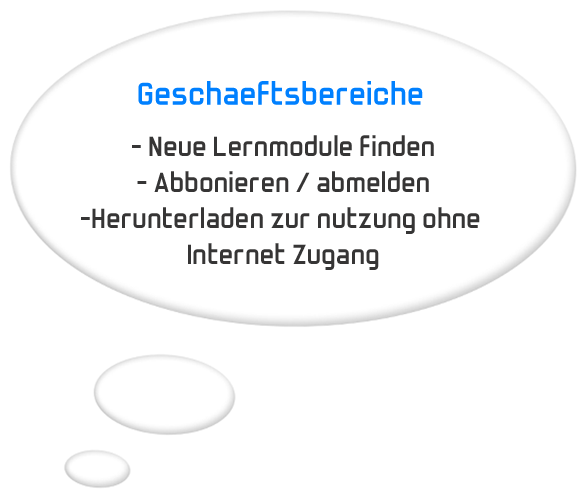 Geschaeftsbereiche
- Neue Lernmodule finden
- Abbonieren / abmelden
-Herunterladen zur nutzung ohne
Internet Zugang